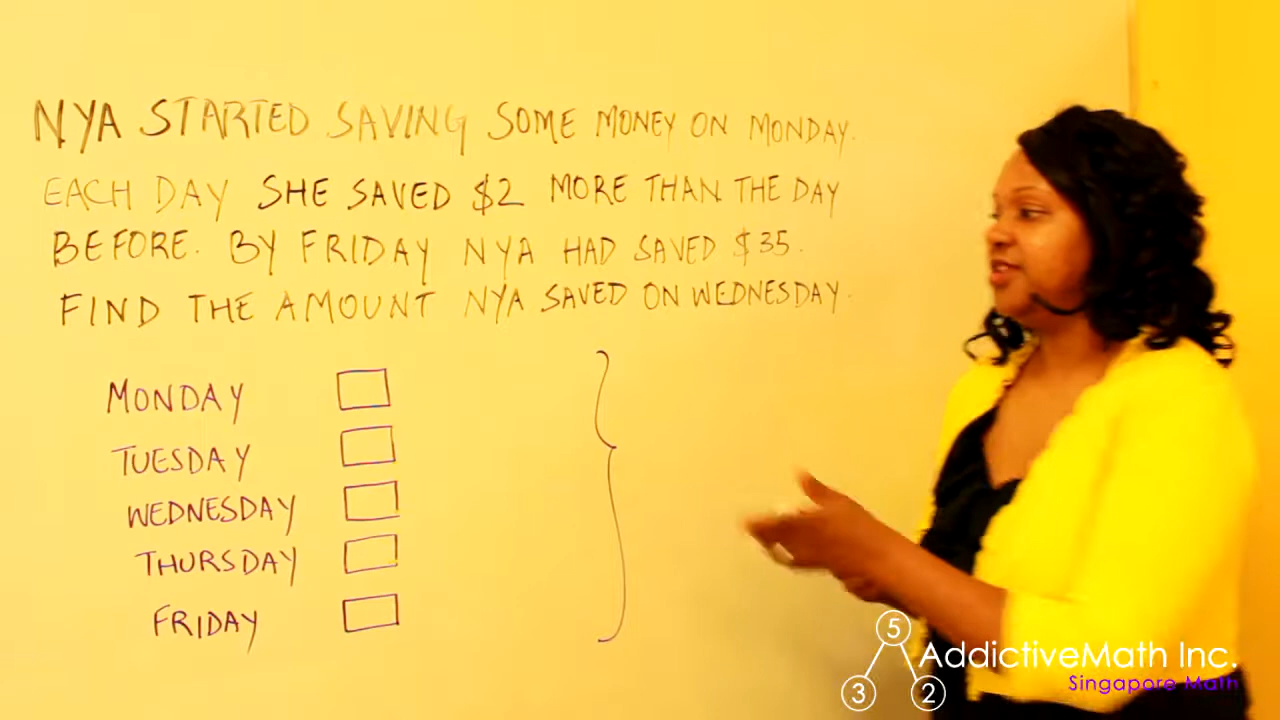 NYA STARTED SAVING SOME MONEY ON MONDAY.
EACH DAY SHE SAVED $2 MORE THAN THE DAY
BEFORE. BY FRIDAY NYA HAD SAVED $35.
FIND THE AMOUNT NYA SAVED ON WEDNESDAY.
MONDAY
TUESDAY
WEDNESDAY
THURSDAY
FRIDAY
5
3 2
AddictiveMath Inc.
Singapore Math